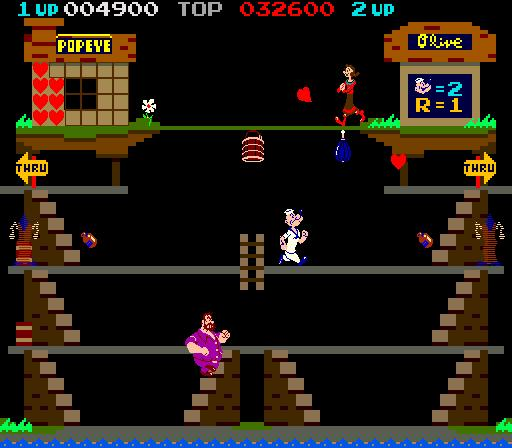 1UP 004900 TOP 032600 2UP
POPEYE
Olive
=2
R=1
THRU
THRU